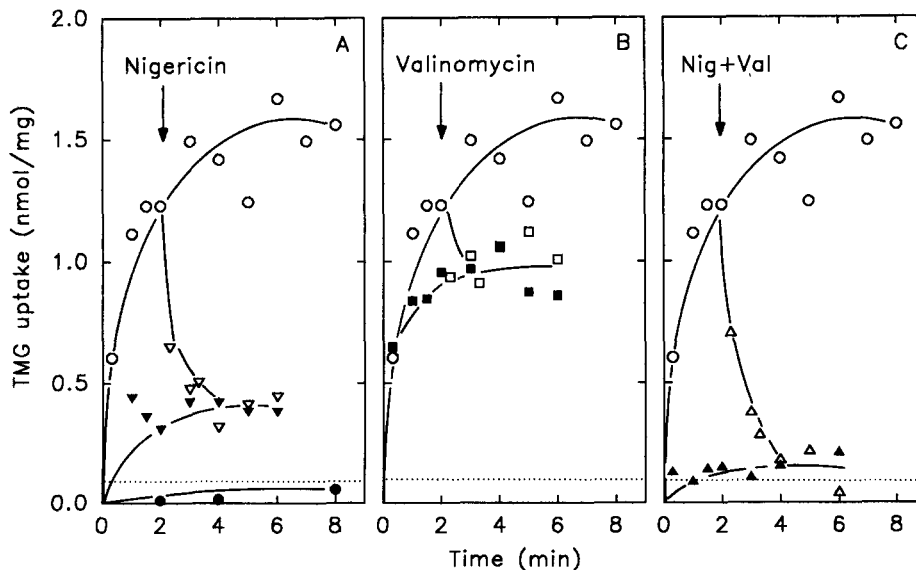 TMG uptake (nmol/mg)
2.0
1.5
1.0
0.5
0.0
A
Nigericin
0 2 4 6 8
B
Valinomycin
0 2 4 6 8
C
Nig+Val
0 2 4 6 8
Time (min)